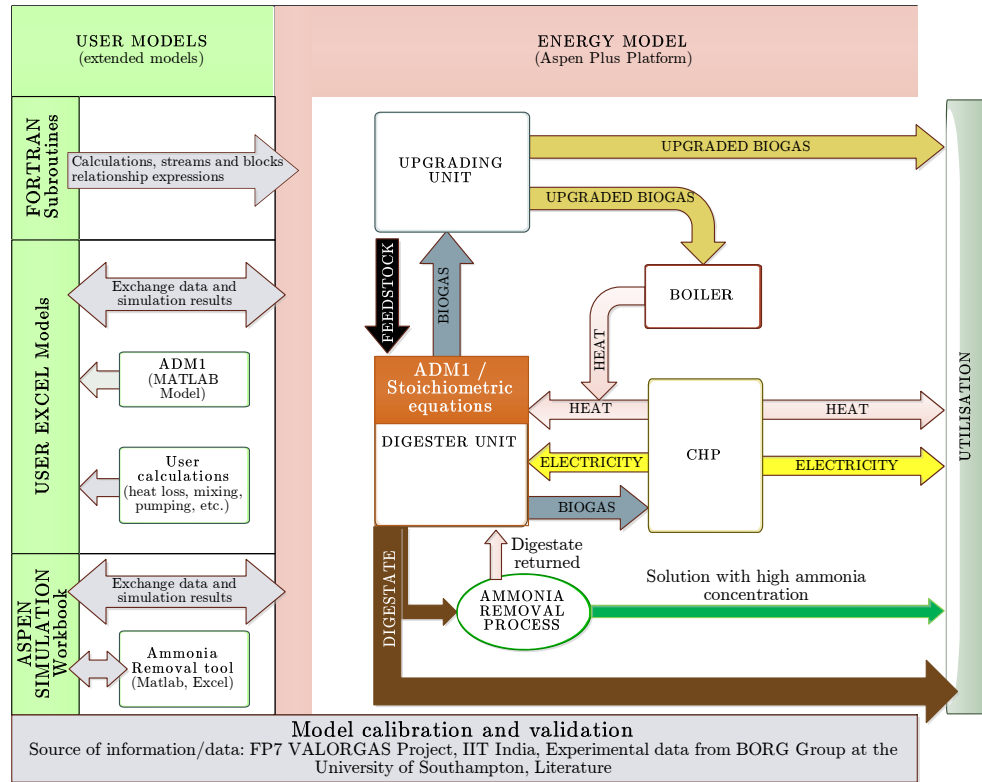 USER MODELS
(extended models)
ENERGY MODEL
(Aspen Plus Platform)
FORTRAN
Subroutines
Calculations, streams and blocks
relationship expressions
USER EXCEL Models
Exchange data and
simulation results
ADM1
(MATLAB
Model)
User
calculations
(heat loss, mixing,
pumping, etc.)
ASPEN
SIMULATION
Workbook
Exchange data and
simulation results
Ammonia
Removal tool
(Matlab, Excel)
UPGRADING
UNIT
UPGRADED BIOGAS
UPGRADED BIOGAS
FEEDSTOCK
BIOGAS
BOILER
HEAT
ADM1 /
Stoichiometric
equations
DIGESTER UNIT
HEAT
CHP
HEAT
ELECTRICITY
ELECTRICITY
BIOGAS
UTILISATION
DIGESTATE
Digestate
returned
AMMONIA
REMOVAL
PROCESS
Solution with high ammonia
concentration
Model calibration and validation
Source of information/data: FP7 VALORGAS Project, IIT India, Experimental data from BORG Group at the
University of Southampton, Literature